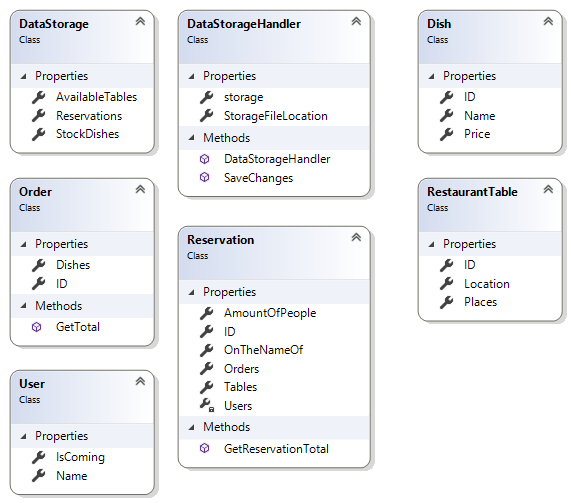 DataStorage
Class
Properties
AvailableTables
Reservations
StockDishes
DataStorageHandler
Class
Properties
storage
StorageFileLocation
Methods
DataStorageHandler
SaveChanges
Dish
Class
Properties
ID
Name
Price
Order
Class
Properties
Dishes
ID
Methods
GetTotal
Reservation
Class
Properties
AmountOfPeople
ID
OnTheNameOf
Orders
Tables
Users
Methods
GetReservationTotal
RestaurantTable
Class
Properties
ID
Location
Places
User
Class
Properties
IsComing
Name